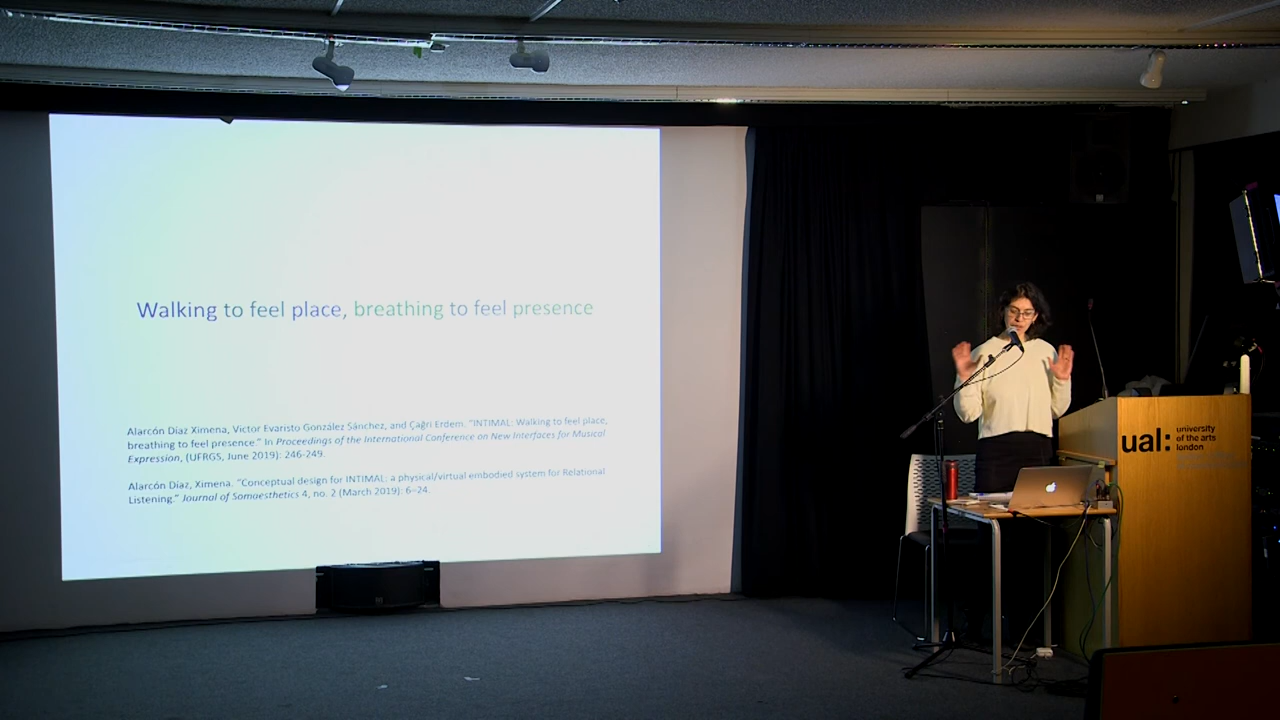 Walking to feel place, breathing to feel presence
Alarcón Díaz Ximena, Victor Evaristo González Sánchez, and Çağri Erdem. "INTIMAL: Walking to feel place,
breathing to feel presence." In Proceedings of the International Conference on New Interfaces for Musical
Expression, (UFRGS, June 2019): 246-249.
Alarcón Díaz, Ximena. "Conceptual design for INTIMAL: a physical/virtual embodied system for Relational
Listening." Journal of Somaesthetics 4, no. 2 (March 2019): 6–24.
ual:
university
of the arts
london